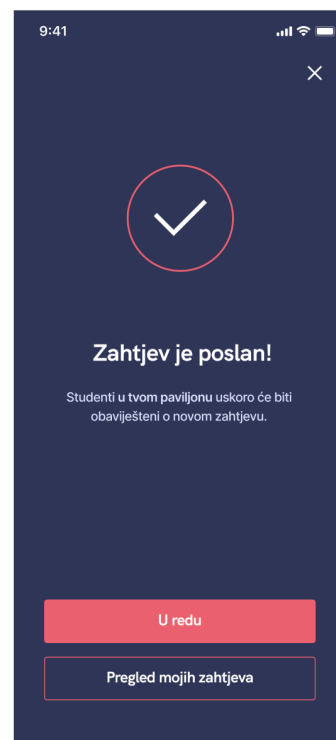 9:41
Zahtjev je poslan!
Studenti u tvom paviljonu uskoro će biti
obaviješteni o novom zahtjevu.
U redu
Pregled mojih zahtjeva